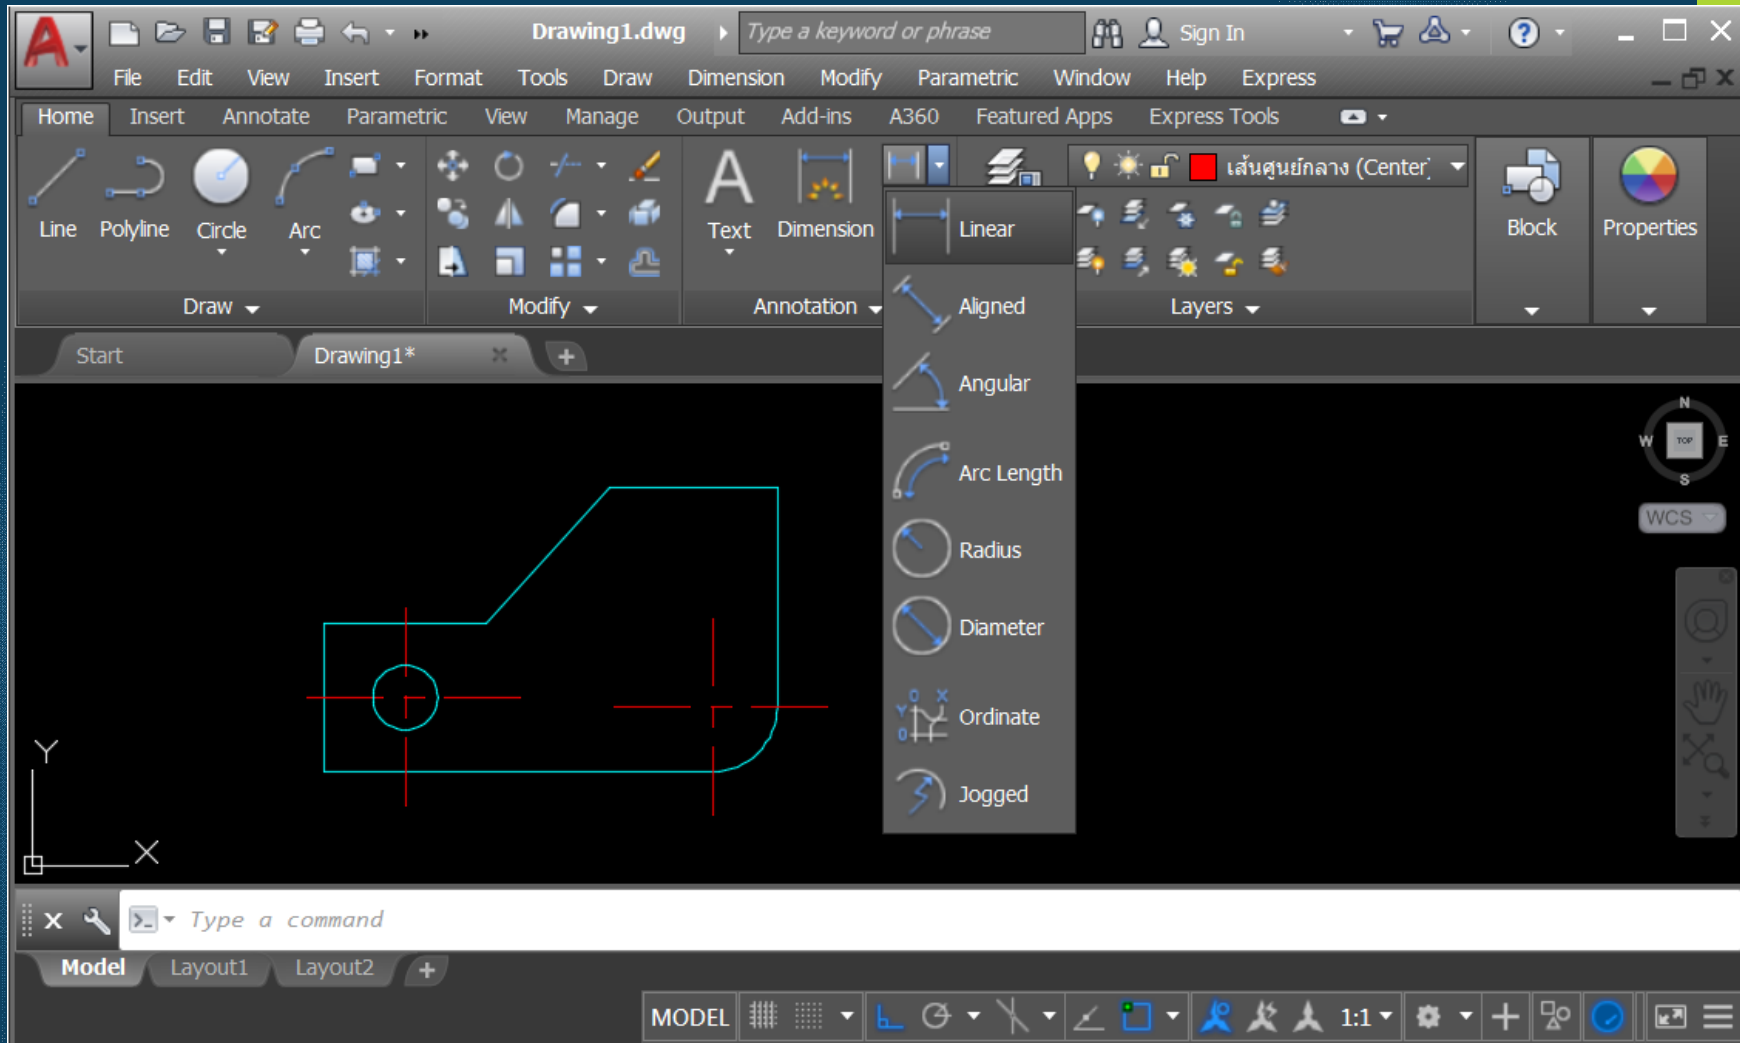 Drawing1.dwg Type a keyword or phrase Sign In
File Edit View Insert Format Tools Draw Dimension Modify Parametric Window Help Express
Home Insert Annotate Parametric View Manage Output Add-ins A360 Featured Apps Express Tools
เส้นศูนย์กลาง (Center)
Line Polyline Circle Arc Text Dimension Linear Block Properties
Draw Modify Annotation Aligned Layers
Start Drawing1* +
Angular
N
W TOP E
S
Arc Length
WCS
Radius
Diameter
O X
Y
O
Ordinate
Y
Jogged
X
Type a command
Model Layout1 Layout2 +
MODEL 1:1